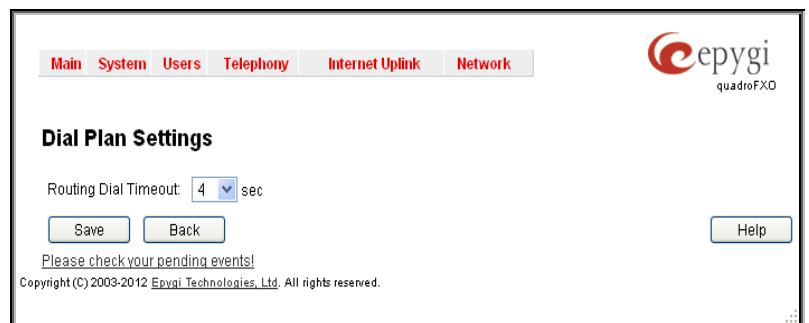 epygi
quadroFXO
Main System Users Telephony Internet Uplink Network
Dial Plan Settings
Routing Dial Timeout: 4 sec
Save Back Help
Please check your pending events!
Copyright (C) 2003-2012 Epygi Technologies, Ltd. All rights reserved.